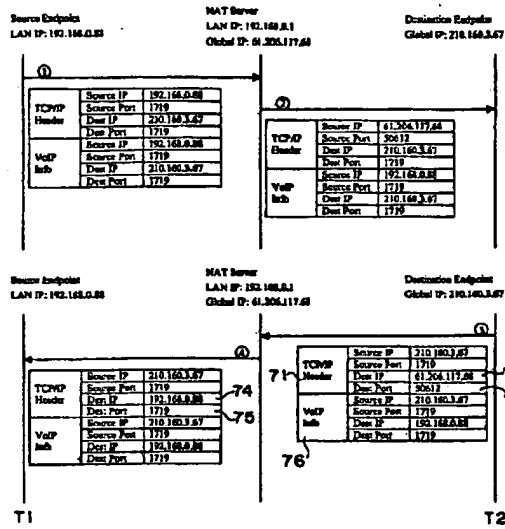 Source Endpoint
LAN IP: 192.168.0.88
NAT Server
LAN IP: 192.168.0.1
Global IP: 61.206.117.68
Destination Endpoint
Global IP: 210.160.3.67
①
TCP/IP Header
Source IP 192.168.0.88
Source Port 1719
Dest IP 210.160.3.67
Dest Port 1719
VoIP Info
Source IP 192.168.0.88
Source Port 1719
Dest IP 210.160.3.67
Dest Port 1719
②
TCP/IP Header
Source IP 61.206.117.68
Source Port 50612
Dest IP 210.160.3.67
Dest Port 1719
VoIP Info
Source IP 192.168.0.88
Source Port 1719
Dest IP 210.160.3.67
Dest Port 1719
Source Endpoint
LAN IP: 192.168.0.88
NAT Server
LAN IP: 192.168.0.1
Global IP: 61.206.117.68
Destination Endpoint
Global IP: 210.160.3.67
④
TCP/IP Header
Source IP 210.160.3.67
Source Port 1719
Dest IP 192.168.0.88
Dest Port 1719
VoIP Info
Source IP 210.160.3.67
Source Port 1719
Dest IP 192.168.0.88
Dest Port 1719
74
75
③
71
TCP/IP Header
Source IP 210.160.3.67
Source Port 1719
Dest IP 61.206.117.68
Dest Port 50612
VoIP Info
Source IP 210.160.3.67
Source Port 1719
Dest IP 192.168.0.88
Dest Port 1719
76
T1
T2